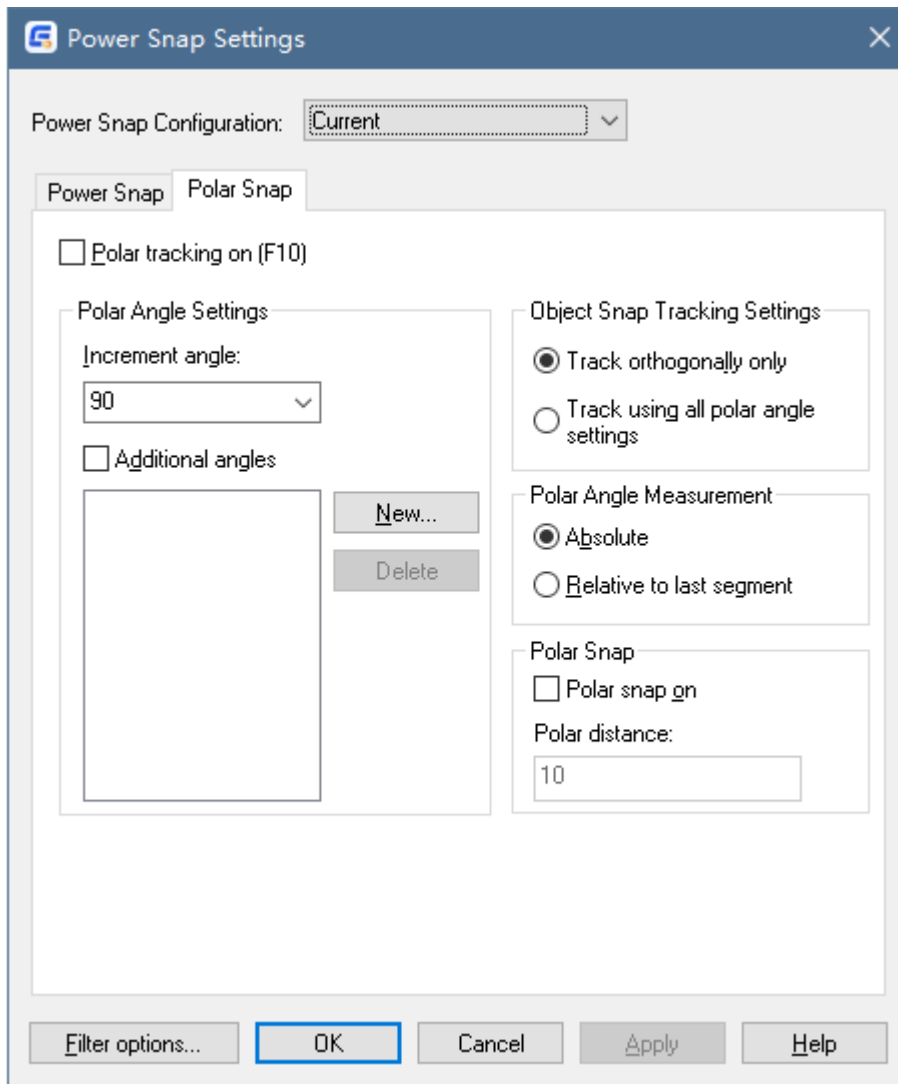 Power Snap Settings
Power Snap Configuration: Current
Power Snap Polar Snap
Polar tracking on (F10)
Polar Angle Settings
Increment angle:
90
Additional angles
New...
Delete
Object Snap Tracking Settings
Track orthogonally only
Track using all polar angle
settings
Polar Angle Measurement
Absolute
Relative to last segment
Polar Snap
Polar snap on
Polar distance:
10
Filter options... OK Cancel Apply Help